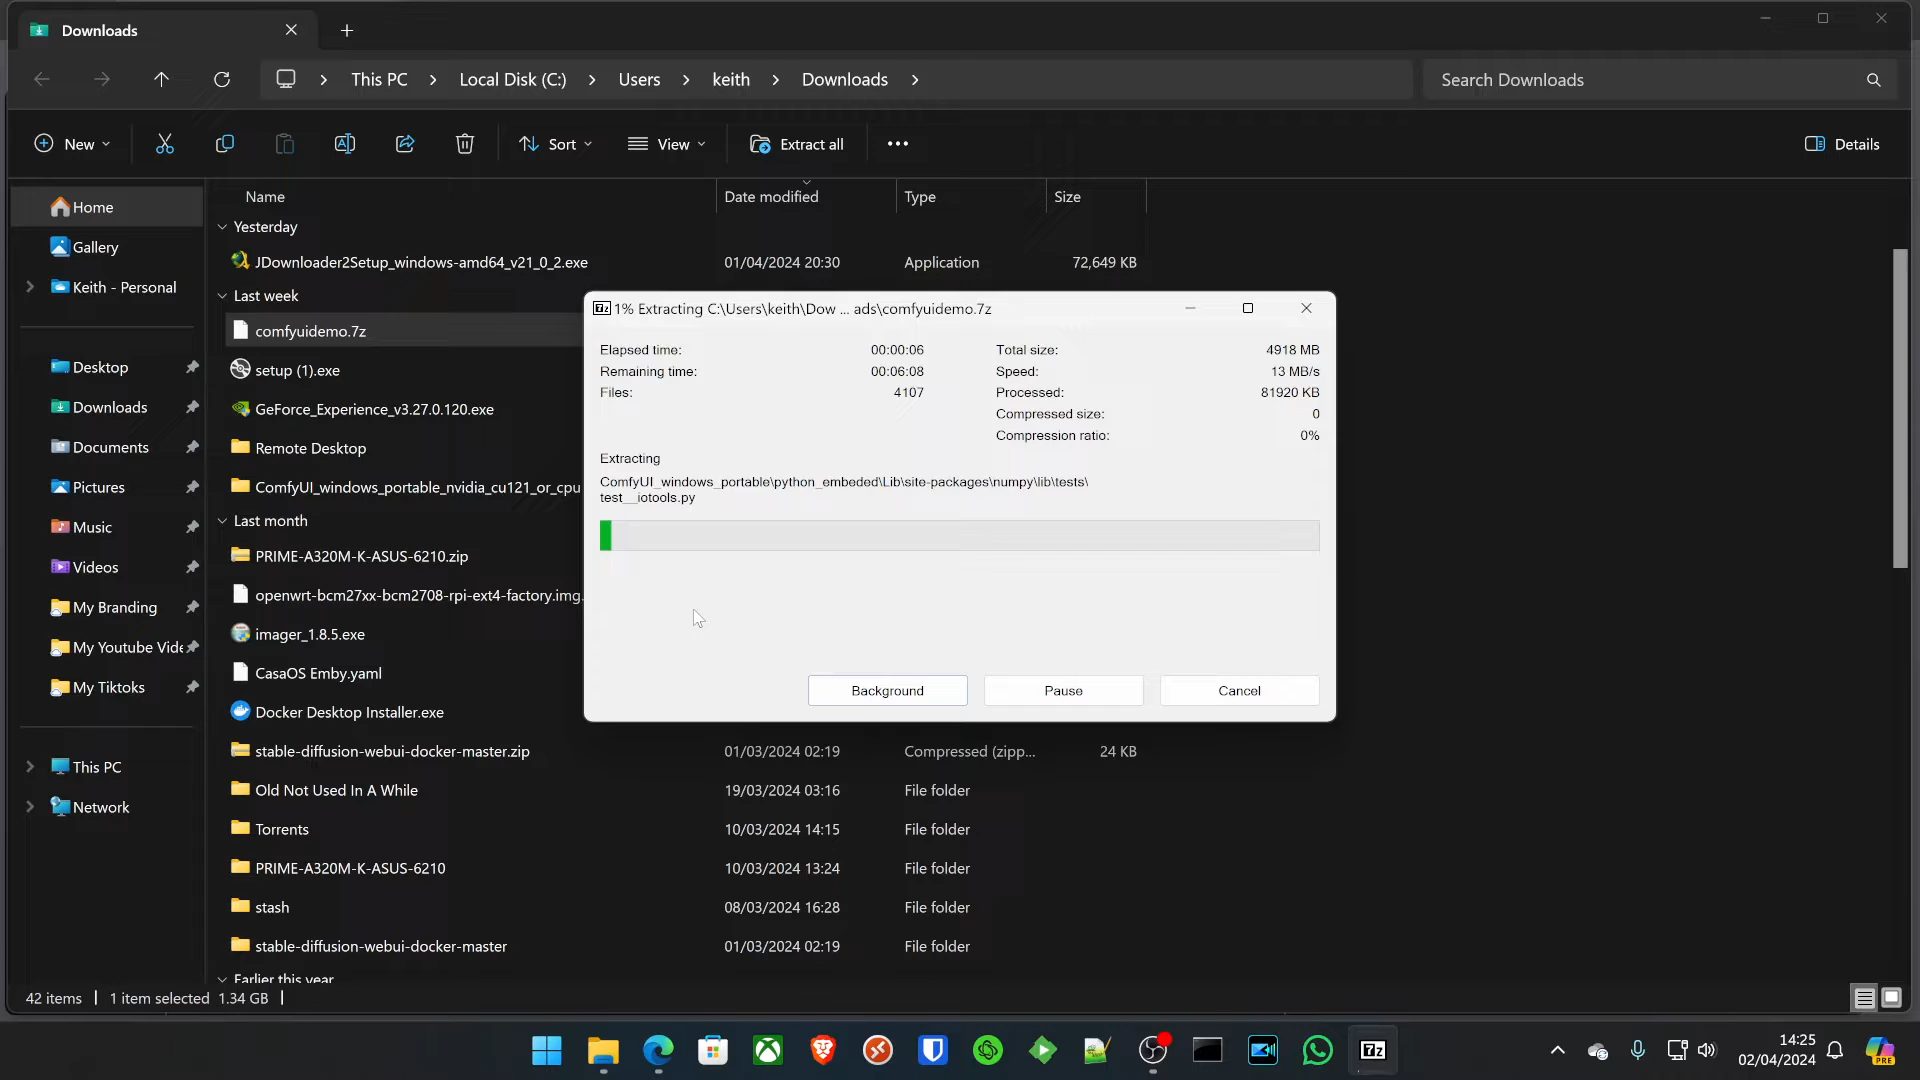 Downloads
This PC
Local Disk (C:)
Users
keith
Downloads
Search Downloads
New
Sort
View
Extract all
Details
Home
Gallery
Keith - Personal
Desktop
Downloads
Documents
Pictures
Music
Videos
My Branding
My Youtube Vide
My Tiktoks
This PC
Network
Name
Date modified
Type
Size
Yesterday
JDownloader2Setup_windows-amd64_v21_0_2.exe
01/04/2024 20:30
Application
72,649 KB
Last week
comfyuidemo.7z
setup (1).exe
GeForce_Experience_v3.27.0.120.exe
Remote Desktop
ComfyUI_windows_portable_nvidia_cu121_or_cpu
Last month
PRIME-A320M-K-ASUS-6210.zip
openwrt-bcm27xx-bcm2708-rpi-ext4-factory.img.
imager_1.8.5.exe
CasaOS Emby.yaml
Docker Desktop Installer.exe
stable-diffusion-webui-docker-master.zip
01/03/2024 02:19
Compressed (zipp...
24 KB
Old Not Used In A While
19/03/2024 03:16
File folder
Torrents
10/03/2024 14:15
File folder
PRIME-A320M-K-ASUS-6210
10/03/2024 13:24
File folder
stash
08/03/2024 16:28
File folder
stable-diffusion-webui-docker-master
01/03/2024 02:19
File folder
Earlier this year
7z
1% Extracting C:\Users\keith\Dow ... ads\comfyuidemo.7z
Elapsed time:
00:00:06
Total size:
4918 MB
Remaining time:
00:06:08
Speed:
13 MB/s
Files:
4107
Processed:
81920 KB
Compressed size:
0
Compression ratio:
0%
Extracting
ComfyUI_windows_portable\python_embeded\Lib\site-packages\numpy\lib\tests\
test__iotools.py
Background
Pause
Cancel
42 items
1 item selected 1.34 GB
7z
14:25
02/04/2024
PRE